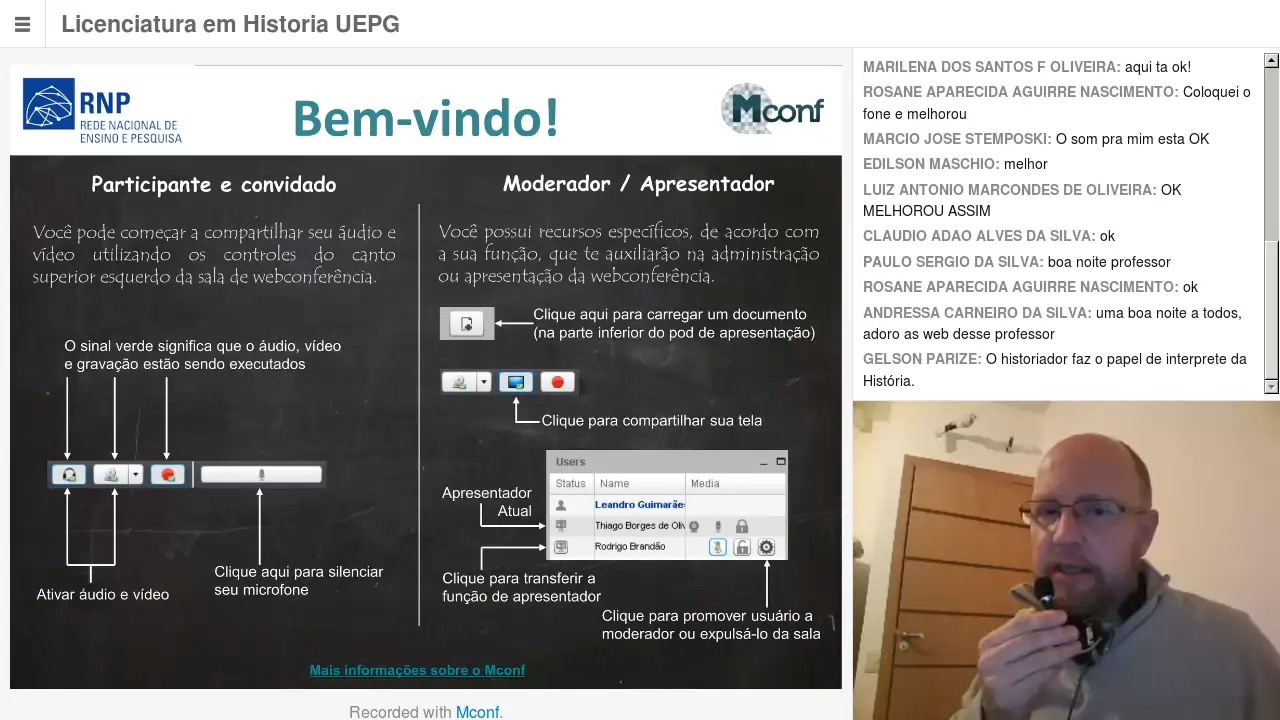 Licenciatura em Historia UEPG
RNP
REDE NACIONAL DE
ENSINO E PESQUISA
Bem-vindo!
Mconf
Participante e convidado
Você pode começar a compartilhar seu áudio e
vídeo utilizando os controles do canto
superior esquerdo da sala de webconferência.
O sinal verde significa que o áudio, vídeo
e gravação estão sendo executados
Ativar áudio e vídeo
Clique aqui para silenciar
seu microfone
Moderador / Apresentador
Você possui recursos específicos, de acordo com
a sua função, que te auxiliarão na administração
ou apresentação da webconferência.
Clique aqui para carregar um documento
(na parte inferior do pod de apresentação)
Clique para compartilhar sua tela
Users
Status Name Media
Leandro Guimarães
Thiago Borges de Oliv
Rodrigo Brandão
Apresentador
Atual
Clique para transferir a
função de apresentador
Clique para promover usuário a
moderador ou expulsá-lo da sala
Mais informações sobre o Mconf
Recorded with Mconf.
MARILENA DOS SANTOS F OLIVEIRA: aqui ta ok!
ROSANE APARECIDA AGUIRRE NASCIMENTO: Coloquei o
fone e melhorou
MARCIO JOSE STEMPOSKI: O som pra mim esta OK
EDILSON MASCHIO: melhor
LUIZ ANTONIO MARCONDES DE OLIVEIRA: OK
MELHOROU ASSIM
CLAUDIO ADAO ALVES DA SILVA: ok
PAULO SERGIO DA SILVA: boa noite professor
ROSANE APARECIDA AGUIRRE NASCIMENTO: ok
ANDRESSA CARNEIRO DA SILVA: uma boa noite a todos,
adoro as web desse professor
GELSON PARIZE: O historiador faz o papel de interprete da
História.